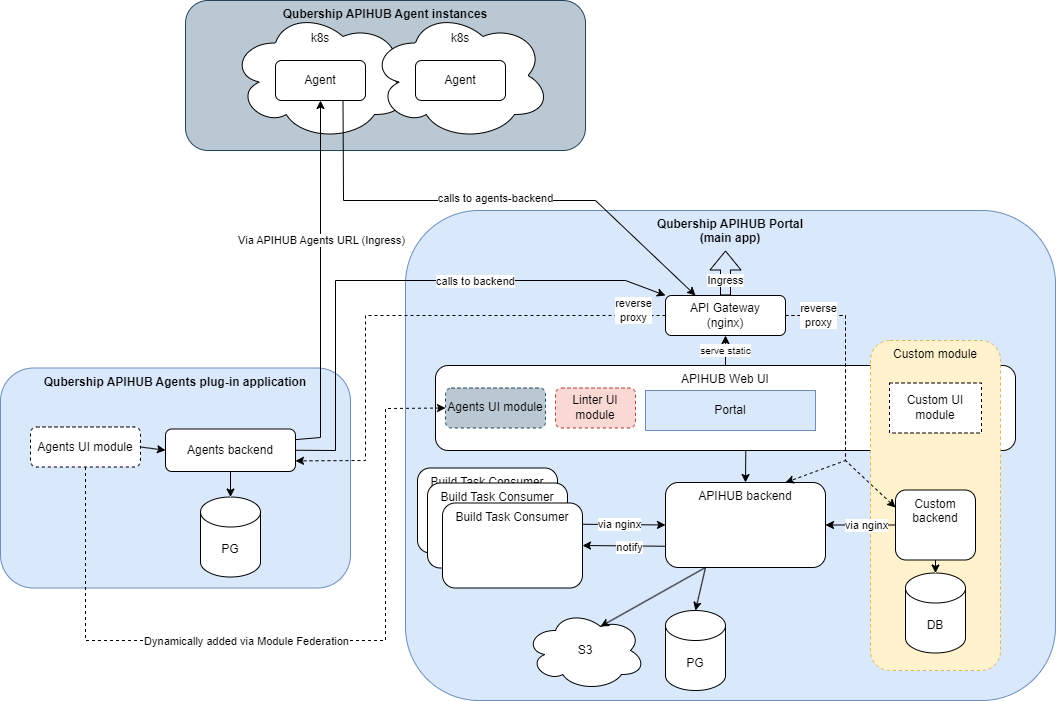 Qubership APIHUB Agent instances
k8s
k8s
Agent
Agent
calls to agents-backend
Qubership APIHUB Portal
(main app)
Via APIHUB Agents URL (Ingress)
Ingress
calls to backend
reverse
proxy
API Gateway
(nginx)
reverse
proxy
serve static
Custom module
APIHUB Web UI
Agents UI module
Linter UI
module
Portal
Custom UI
module
Qubership APIHUB Agents plug-in application
Agents UI module
Agents backend
PG
Build Task Consumer
Build Task Consumer
Build Task Consumer
APIHUB backend
Custom
backend
via nginx
via nginx
notify
Dynamically added via Module Federation
S3
PG
DB